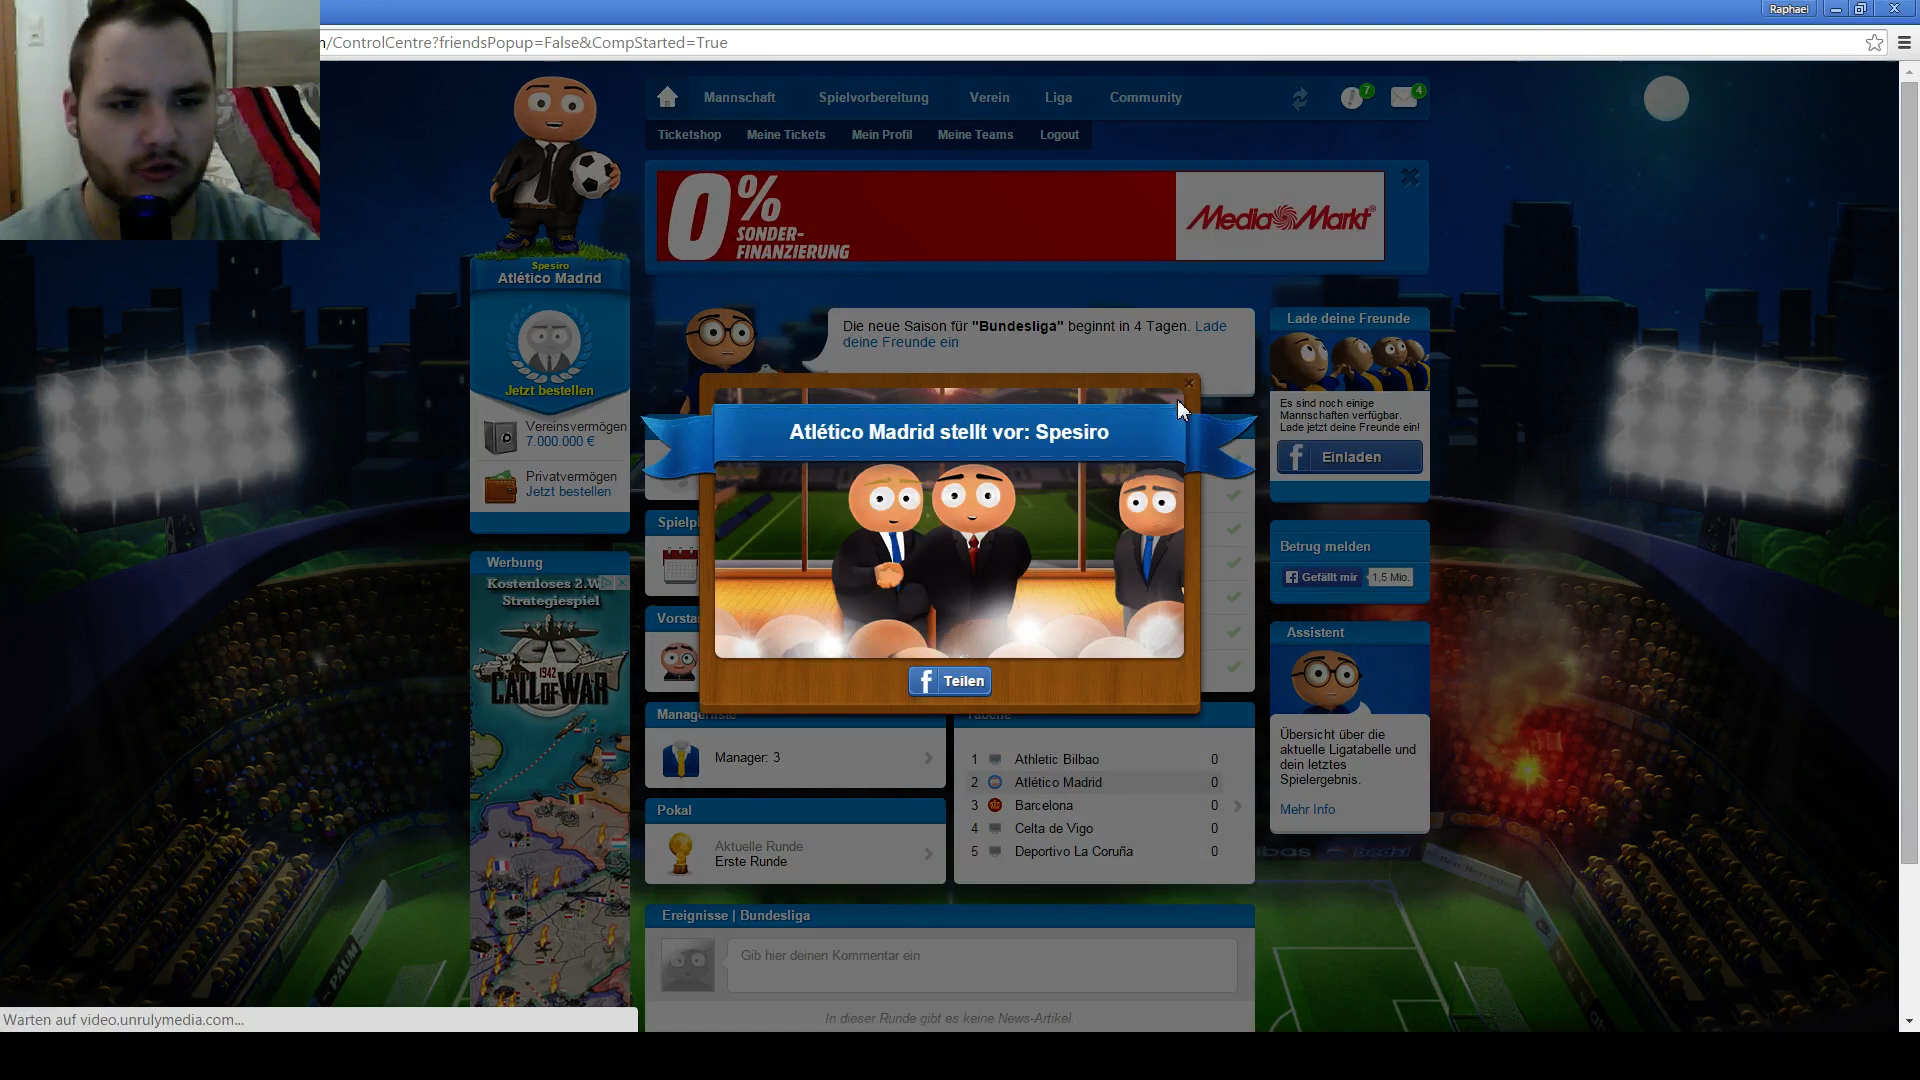 Raphael
/ControlCentre?friendsPopup=False&CompStarted=True
Mannschaft
Spielvorbereitung
Verein
Liga
Community
7
4
Ticketshop
Meine Tickets
Mein Profil
Meine Teams
Logout
0%
SONDER-
FINANZIERUNG
Media Markt
Spesiro
Atlético Madrid
Jetzt bestellen
Vereinsvermögen
7.000.000 €
Privatvermögen
Jetzt bestellen
Die neue Saison für "Bundesliga" beginnt in 4 Tagen. Lade
deine Freunde ein
Lade deine Freunde
Es sind noch einige
Mannschaften verfügbar.
Lade jetzt deine Freunde ein!
Einladen
Atlético Madrid stellt vor: Spesiro
Teilen
Betrug melden
Gefällt mir
1,5 Mio.
Werbung
Kostenloses 2.W
Strategiespiel
1942
CALL OF WAR
Manager: 3
Pokal
Aktuelle Runde
Erste Runde
Tabelle
1 Athletic Bilbao 0
2 Atlético Madrid 0
3 Barcelona 0
4 Celta de Vigo 0
5 Deportivo La Coruña 0
Assistent
Übersicht über die
aktuelle Ligatabelle und
dein letztes
Spielergebnis.
Mehr Info
Ereignisse | Bundesliga
Gib hier deinen Kommentar ein
In dieser Runde gibt es keine News-Artikel.
Warten auf video.unrulymedia.com...